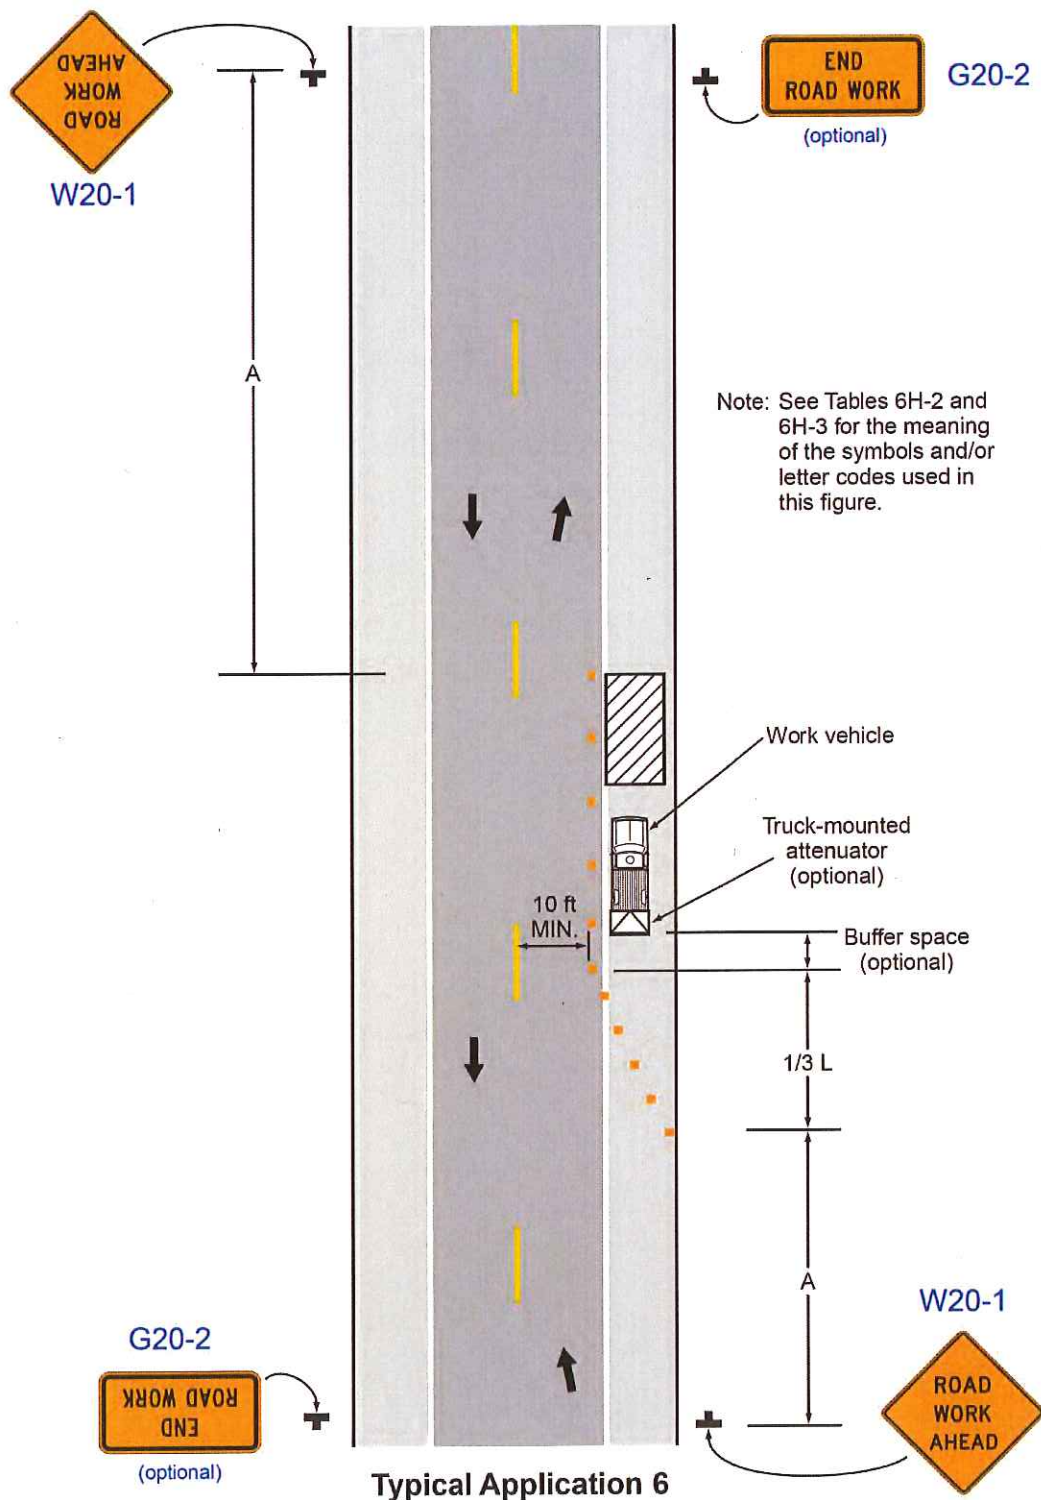 ROAD
WORK
AHEAD
W20-1
END
ROAD WORK
G20-2
(optional)
A
Note: See Tables 6H-2 and
6H-3 for the meaning
of the symbols and/or
letter codes used in
this figure.
Work vehicle
Truck-mounted
attenuator
(optional)
10 ft
MIN.
Buffer space
(optional)
1/3 L
A
W20-1
ROAD
WORK
AHEAD
G20-2
END
ROAD WORK
(optional)
Typical Application 6